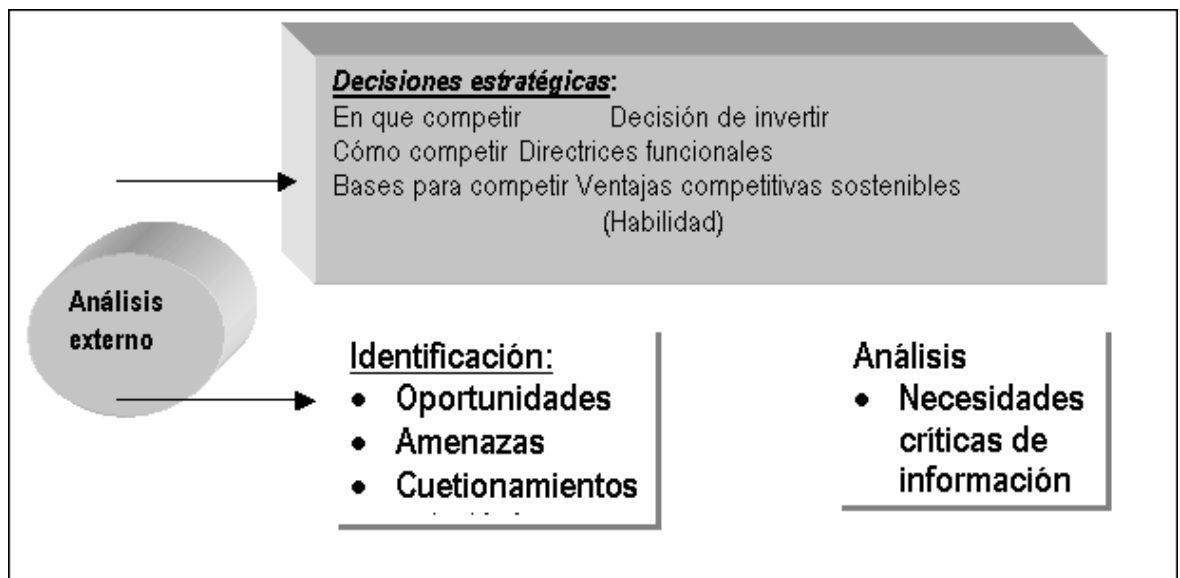 Decisiones estratégicas:
En que competir Decisión de invertir
Cómo competir Directrices funcionales
Bases para competir Ventajas competitivas sostenibles
(Habilidad)
Análisis
externo
Identificación:
• Oportunidades
• Amenazas
• Cuetionamientos
Análisis
• Necesidades
críticas de
información